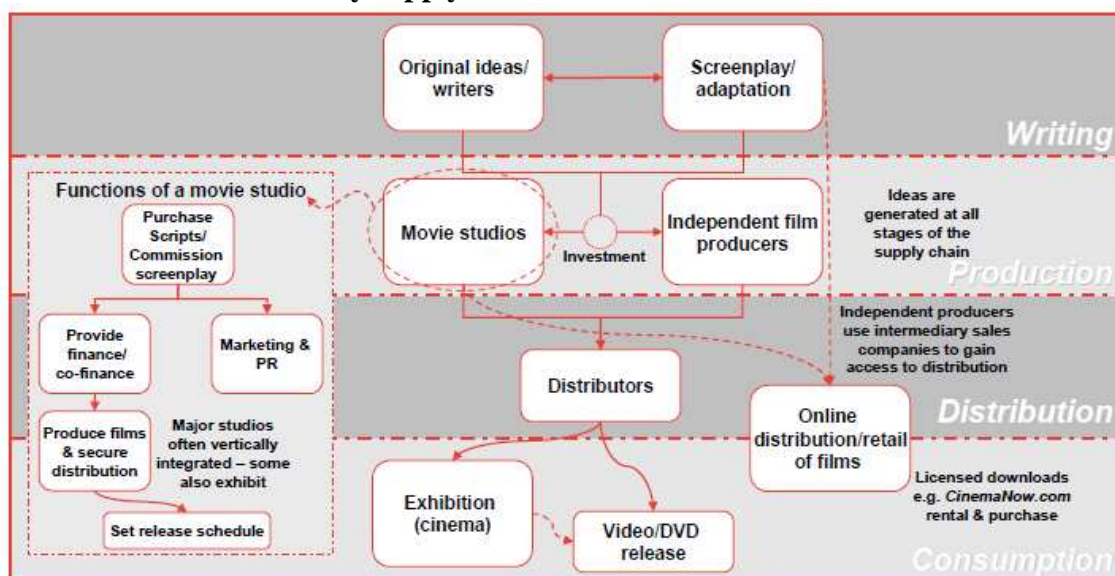 y supply
Original ideas/
writers
Screenplay/
adaptation
Writing
Functions of a movie studio
Purchase
Scripts/
Commission
screenplay
Movie studios
Investment
Independent film
producers
Ideas are
generated at all
stages of the
supply chain
Production
Provide
finance/
co-finance
Marketing &
PR
Distributors
Independent producers
use intermediary sales
companies to gain
access to distribution
Online
distribution/retail
of films
Distribution
Produce films
& secure
distribution
Major studios
often vertically
integrated – some
also exhibit
Set release schedule
Exhibition
(cinema)
Video/DVD
release
Licensed downloads
e.g. CinemaNow.com
rental & purchase
Consumption